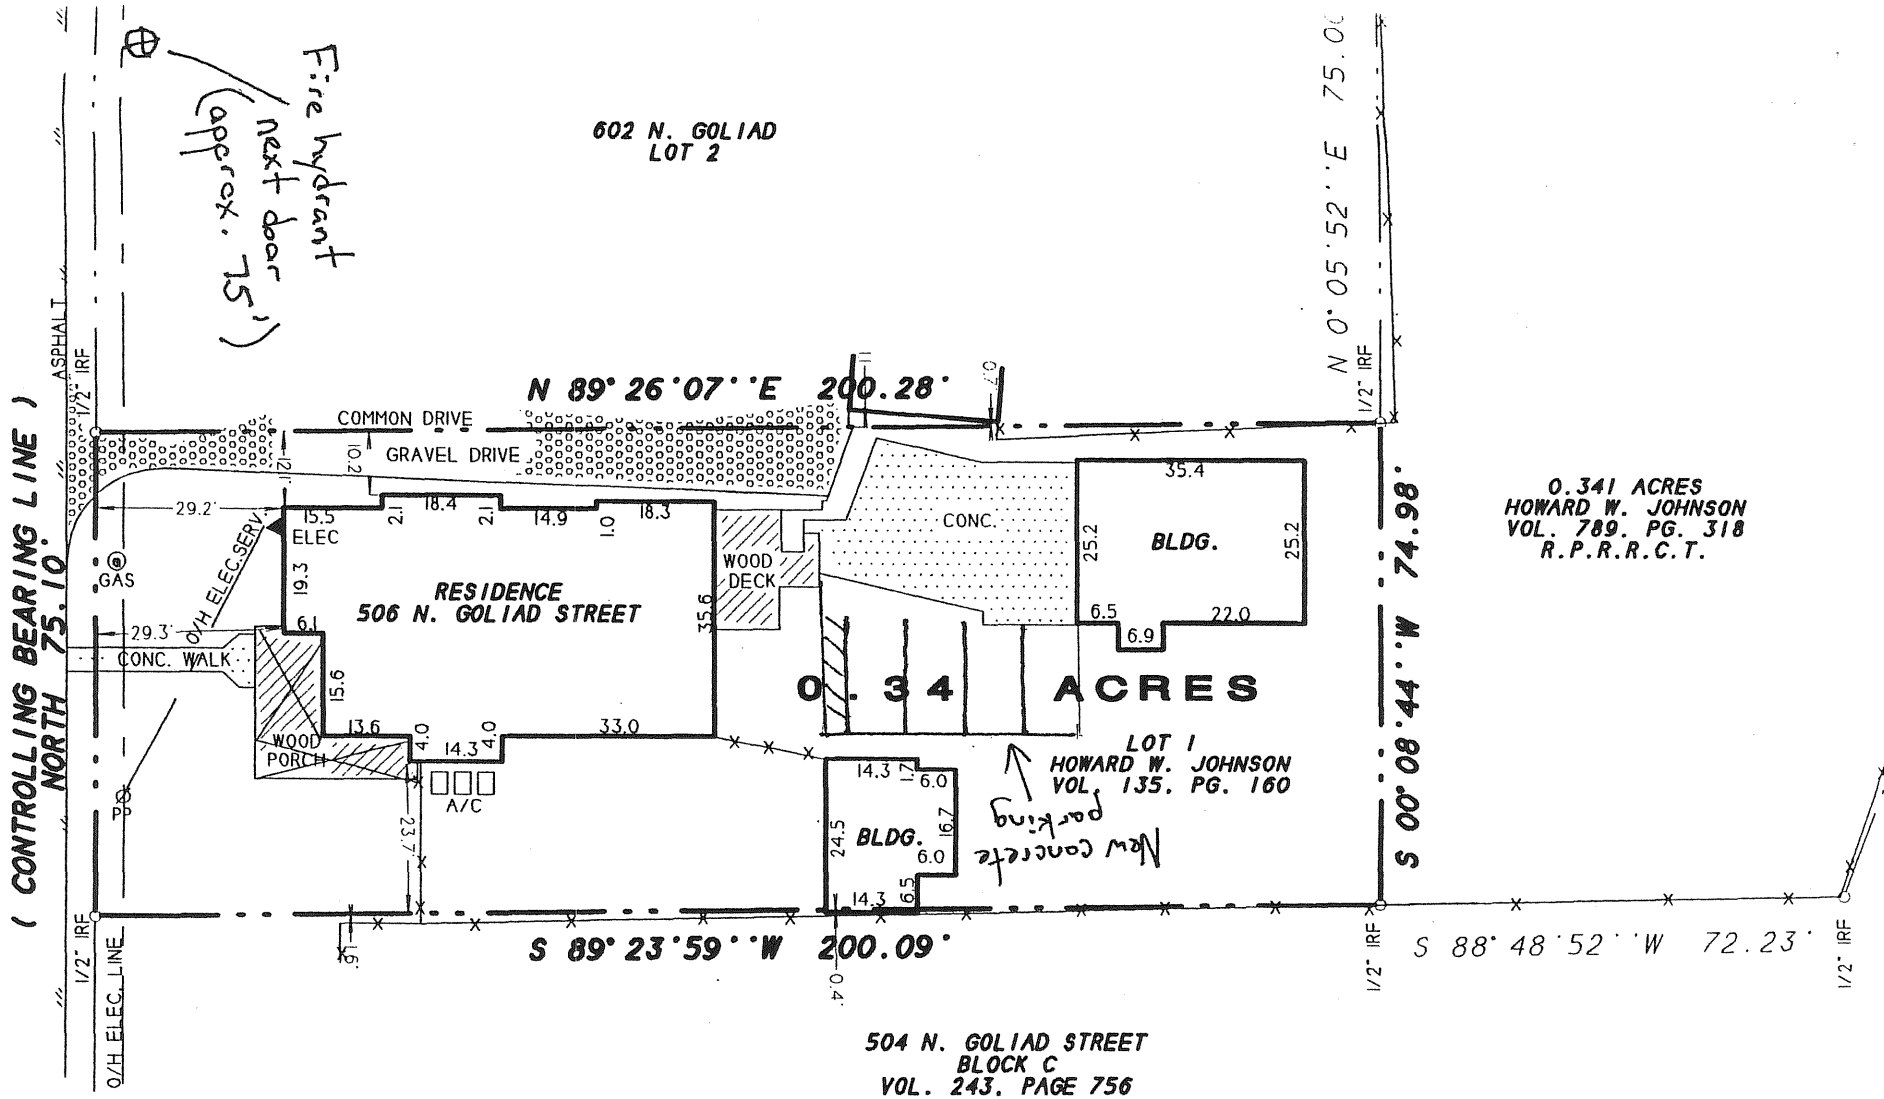 Fire hydrant
next door
(approx. 75')
602 N. GOLIAD
LOT 2
N 0° 05'52''E 75.00
1/2" IRF
ASPHALT
1/2" IRF
( CONTROLLING BEARING LINE )
NORTH 75.10'
N 89° 26'07''E 200.28'
1.1
0.7
COMMON DRIVE
GRAVEL DRIVE
12.1'
10.2'
29.2'
15.5
2.1
18.4
2.1
14.9
1.0
18.3
ELEC
O/H ELEC.SERV.
GAS
19.3
RESIDENCE
506 N. GOLIAD STREET
35.6
WOOD
DECK
CONC.
35.4
25.2
BLDG.
25.2
6.5
6.9
22.0
29.3'
6.1
CONC. WALK
15.6
13.6
4.0
14.3
4.0
33.0
WOOD
PORCH
A/C
23.7'
PP
0.34 ACRES
LOT 1
HOWARD W. JOHNSON
VOL. 135, PG. 160
New concrete
parking
14.3
1.7
6.0
24.5
BLDG.
16.7
6.0
6.5
14.3
S 00° 08'44''W 74.98'
0.341 ACRES
HOWARD W. JOHNSON
VOL. 789, PG. 318
R.P.R.R.C.T.
1/2" IRF
O/H ELEC. LINE
1.6'
S 89° 23'59''W 200.09'
0.4'
1/2" IRF
S 88° 48'52''W 72.23'
1/2" IRF
504 N. GOLIAD STREET
BLOCK C
VOL. 243, PAGE 756